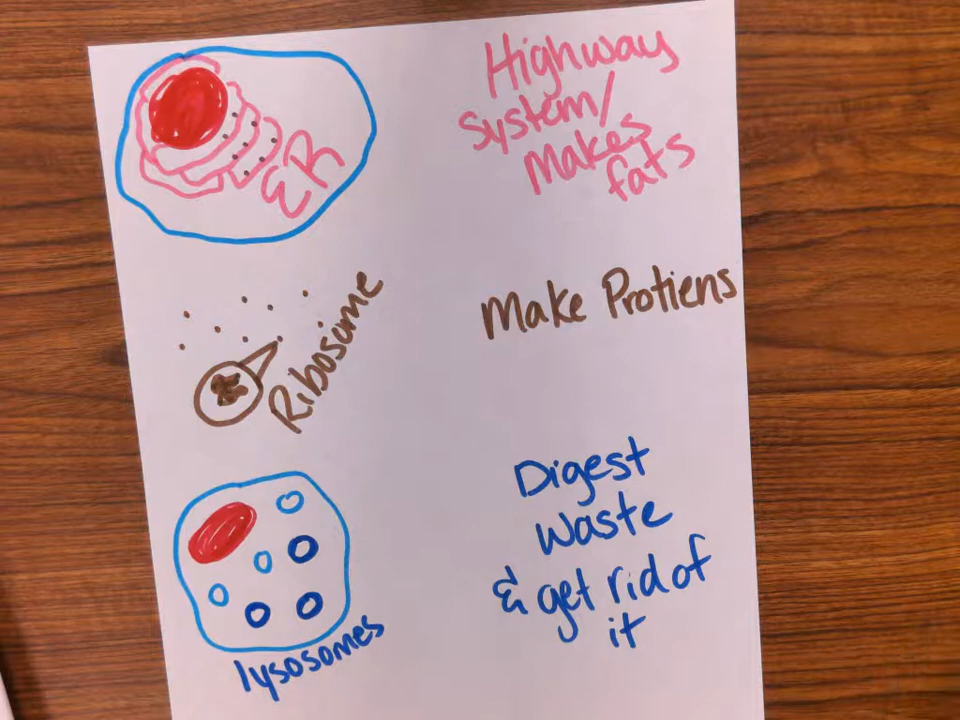 ER
Highway
system/
Makes
fats
Ribosome
Make Protiens
lysosomes
Digest
waste
& get rid of
it